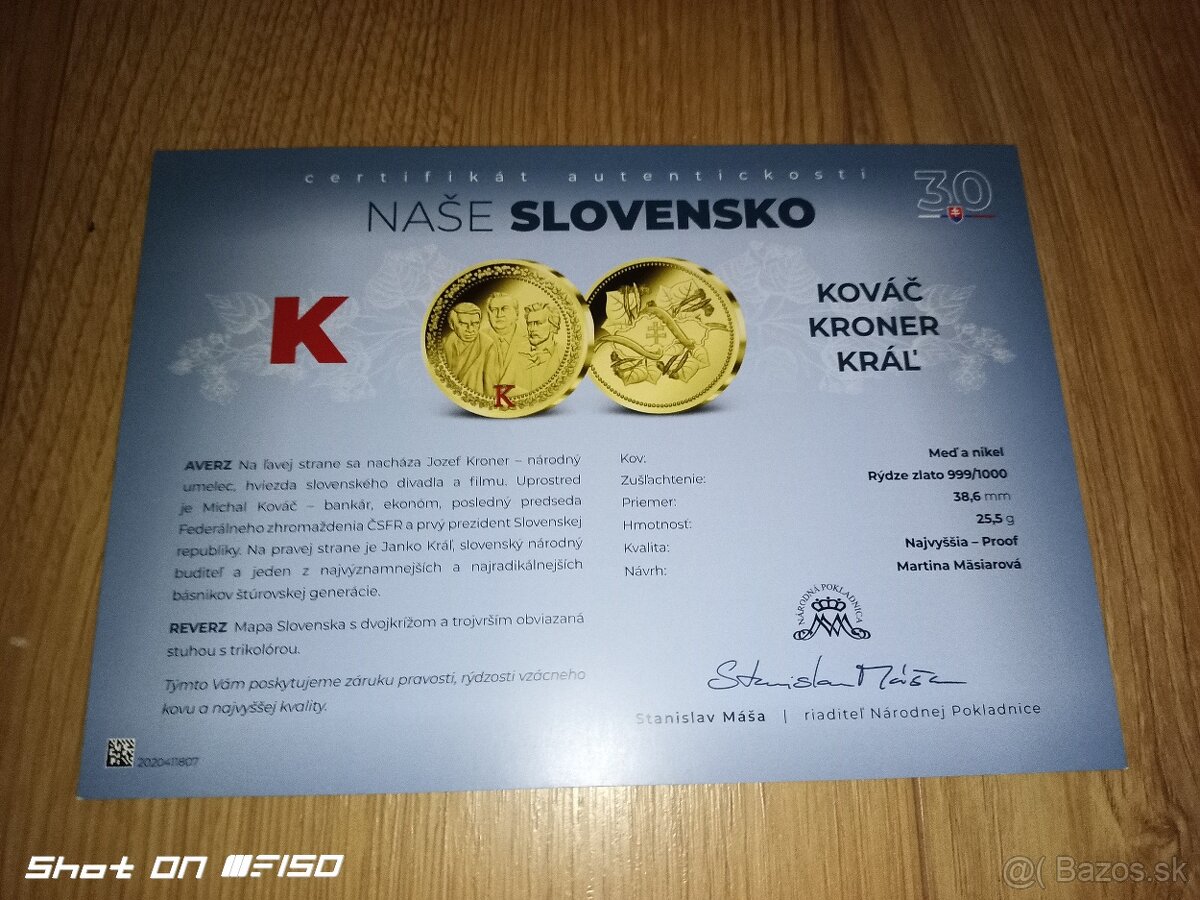 certifikát autentickosti
NAŠE SLOVENSKO
30
K
K
KOVÁČ
KRONER
KRÁĽ
AVERZ Na ľavej strane sa nacháza Jozef Kroner – národný
umelec, hviezda slovenského divadla a filmu. Uprostred
je Michal Kováč – bankár, ekonóm, posledný predseda
Federálneho zhromaždenia ČSFR a prvý prezident Slovenskej
republiky. Na pravej strane je Janko Kráľ, slovenský národný
buditeľ a jeden z najvýznamnejších a najradikálnejších
básnikov štúrovskej generácie.
REVERZ Mapa Slovenska s dvojkrížom a trojvrším obviazaná
stuhou s trikolórou.
Týmto Vám poskytujeme záruku pravosti, rýdzosti vzácneho
kovu a najvyššej kvality.
2020411807
Kov: Meď a nikel
Zušľachtenie: Rýdze zlato 999/1000
Priemer: 38,6 mm
Hmotnosť: 25,5 g
Kvalita: Najvyššia – Proof
Návrh: Martina Mäsiarová
NÁRODNÁ POKLADNICA
Stanislav Máša
Stanislav Máša | riaditeľ Národnej Pokladnice
Shot ON FISO
@( Bazos.sk